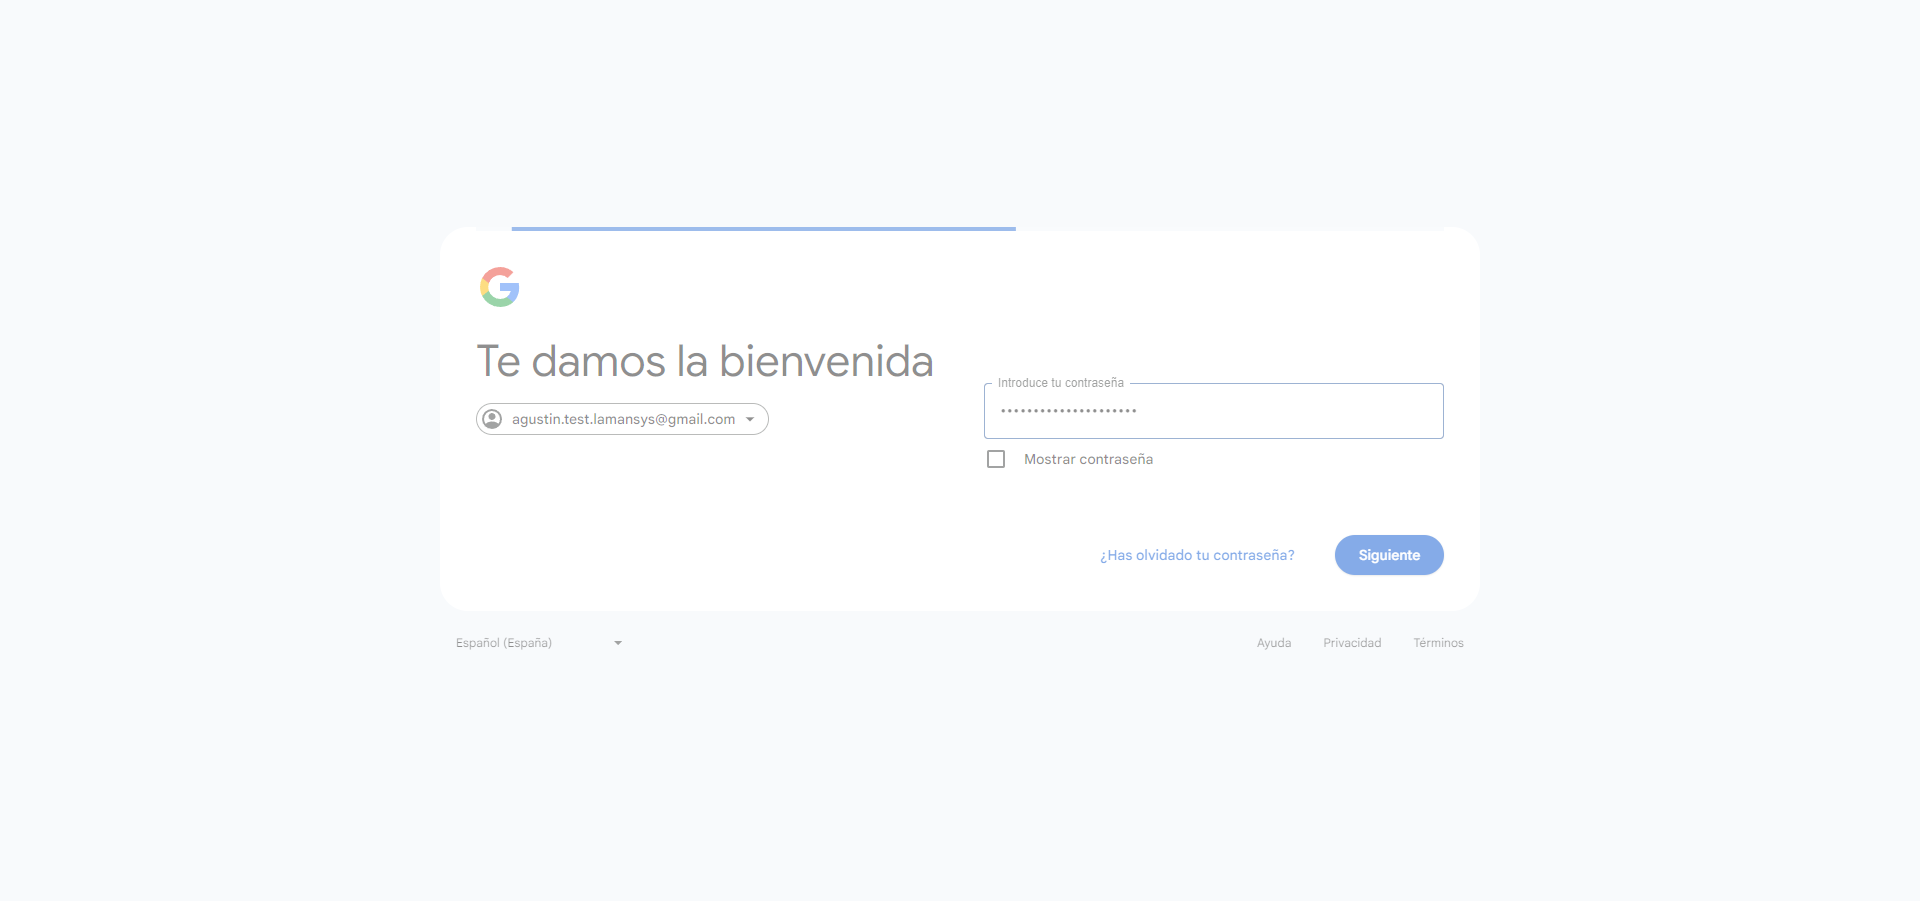 Te damos la bienvenida
agustin.test.lamansys@gmail.com
Introduce tu contraseña
•••••••••••••••••••••
Mostrar contraseña
¿Has olvidado tu contraseña?
Siguiente
Español (España)
Ayuda
Privacidad
Términos